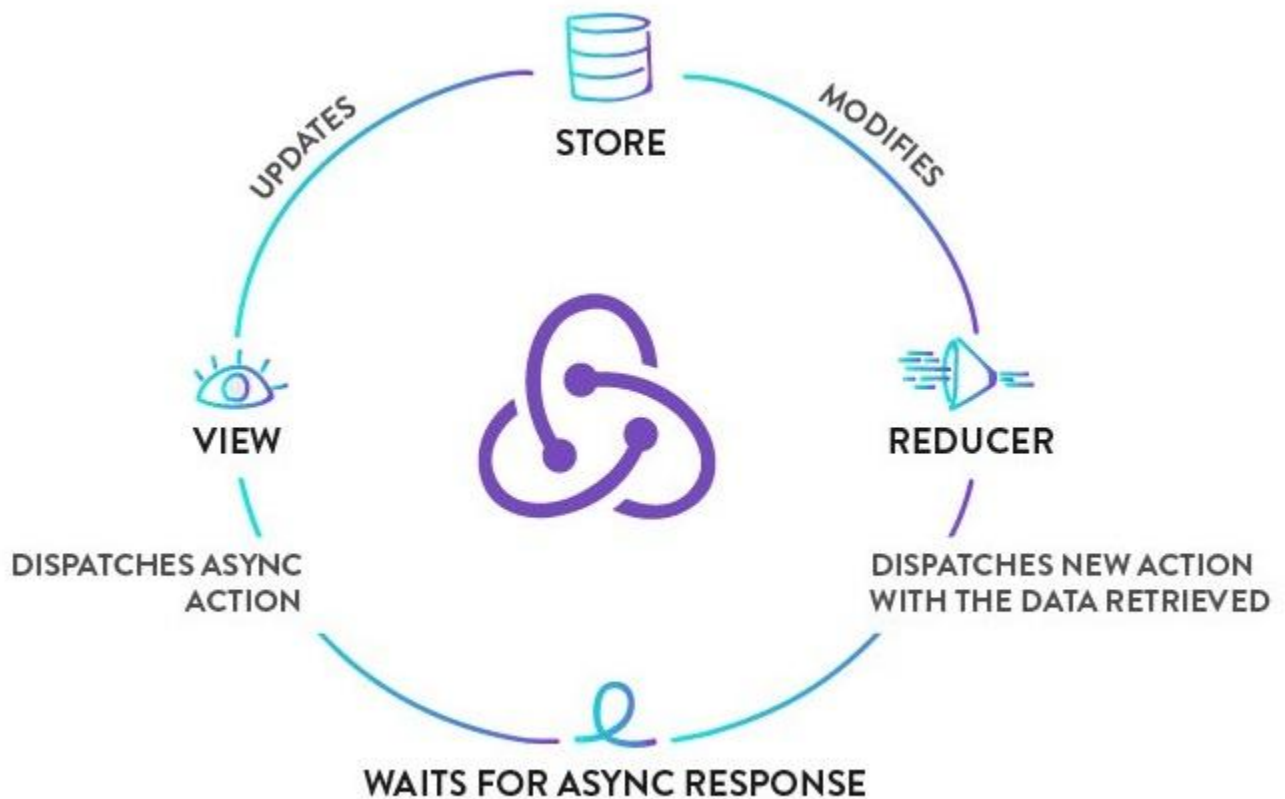 UPDATES
STORE
MODIFIES
VIEW
REDUCER
DISPATCHES ASYNC
ACTION
DISPATCHES NEW ACTION
WITH THE DATA RETRIEVED
WAITS FOR ASYNC RESPONSE